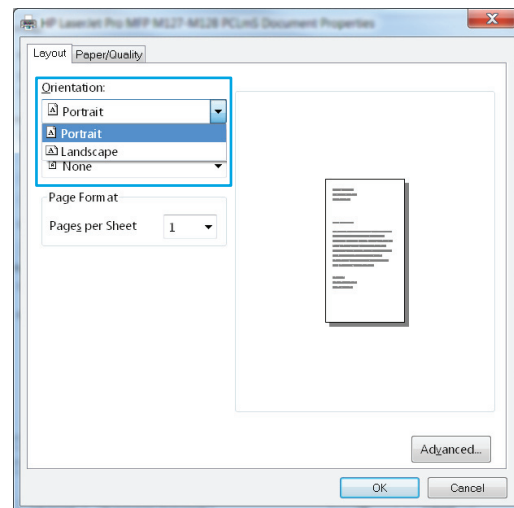 HP LaserJet Pro MFP M127-M128 PCLmS Document Properties
Layout Paper/Quality
Orientation:
Portrait
Portrait
Landscape
None
Page Format
Pages per Sheet 1
Advanced...
OK Cancel